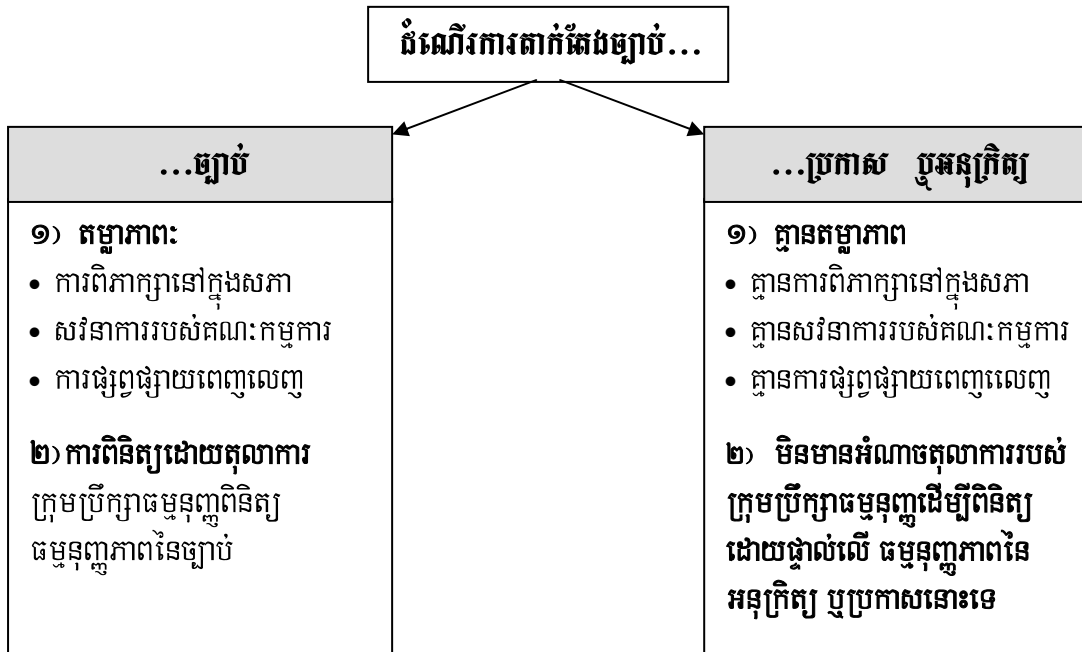 ដំណើរការតាក់តែងច្បាប់...
...ច្បាប់
១) តម្លាភាព:
• ការពិភាក្សានៅក្នុងសភា
• សវនាការរបស់គណ:កម្មការ
• ការផ្សព្វផ្សាយពេញលេញ
២) ការពិនិត្យដោយតុលាការ
ក្រុមប្រឹក្សាធម្មនុញ្ញពិនិត្យ
ធម្មនុញ្ញភាពនៃច្បាប់
...ប្រកាស ឬអនុក្រិត្យ
១) គ្មានតម្លាភាព
• គ្មានការពិភាក្សានៅក្នុងសភា
• គ្មានសវនាការរបស់គណ:កម្មការ
• គ្មានការផ្សព្វផ្សាយពេញលេញ
២) មិនមានអំណាចតុលាការរបស់
ក្រុមប្រឹក្សាធម្មនុញ្ញដើម្បីពិនិត្យ
ដោយផ្ទាល់លើ ធម្មនុញ្ញភាពនៃ
អនុក្រិត្យ ឬប្រកាសនោះទេ